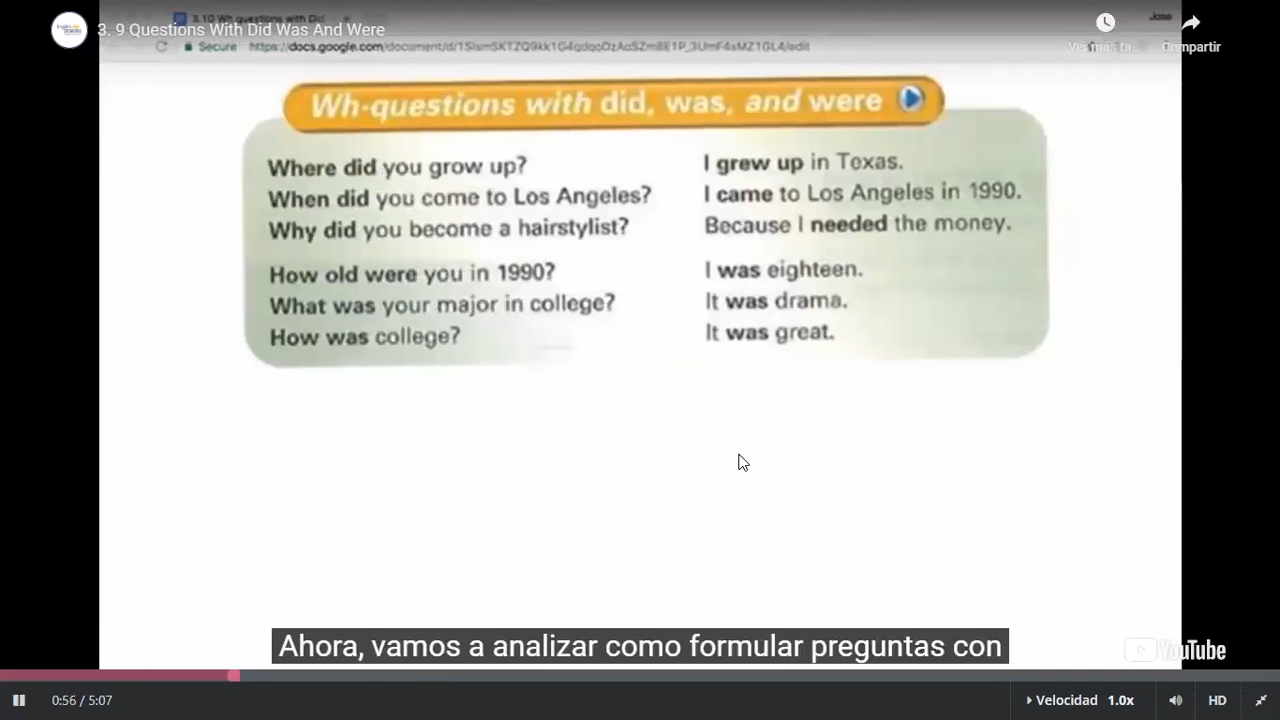 3. 9 Questions With Did Was And Were
Jose
Secure
Compartir
Wh-questions with did, was, and were
Where did you grow up? I grew up in Texas.
When did you come to Los Angeles? I came to Los Angeles in 1990.
Why did you become a hairstylist? Because I needed the money.
How old were you in 1990? I was eighteen.
What was your major in college? It was drama.
How was college? It was great.
Ahora, vamos a analizar como formular preguntas con
YouTube
0:56 / 5:07
Velocidad 1.0x
HD